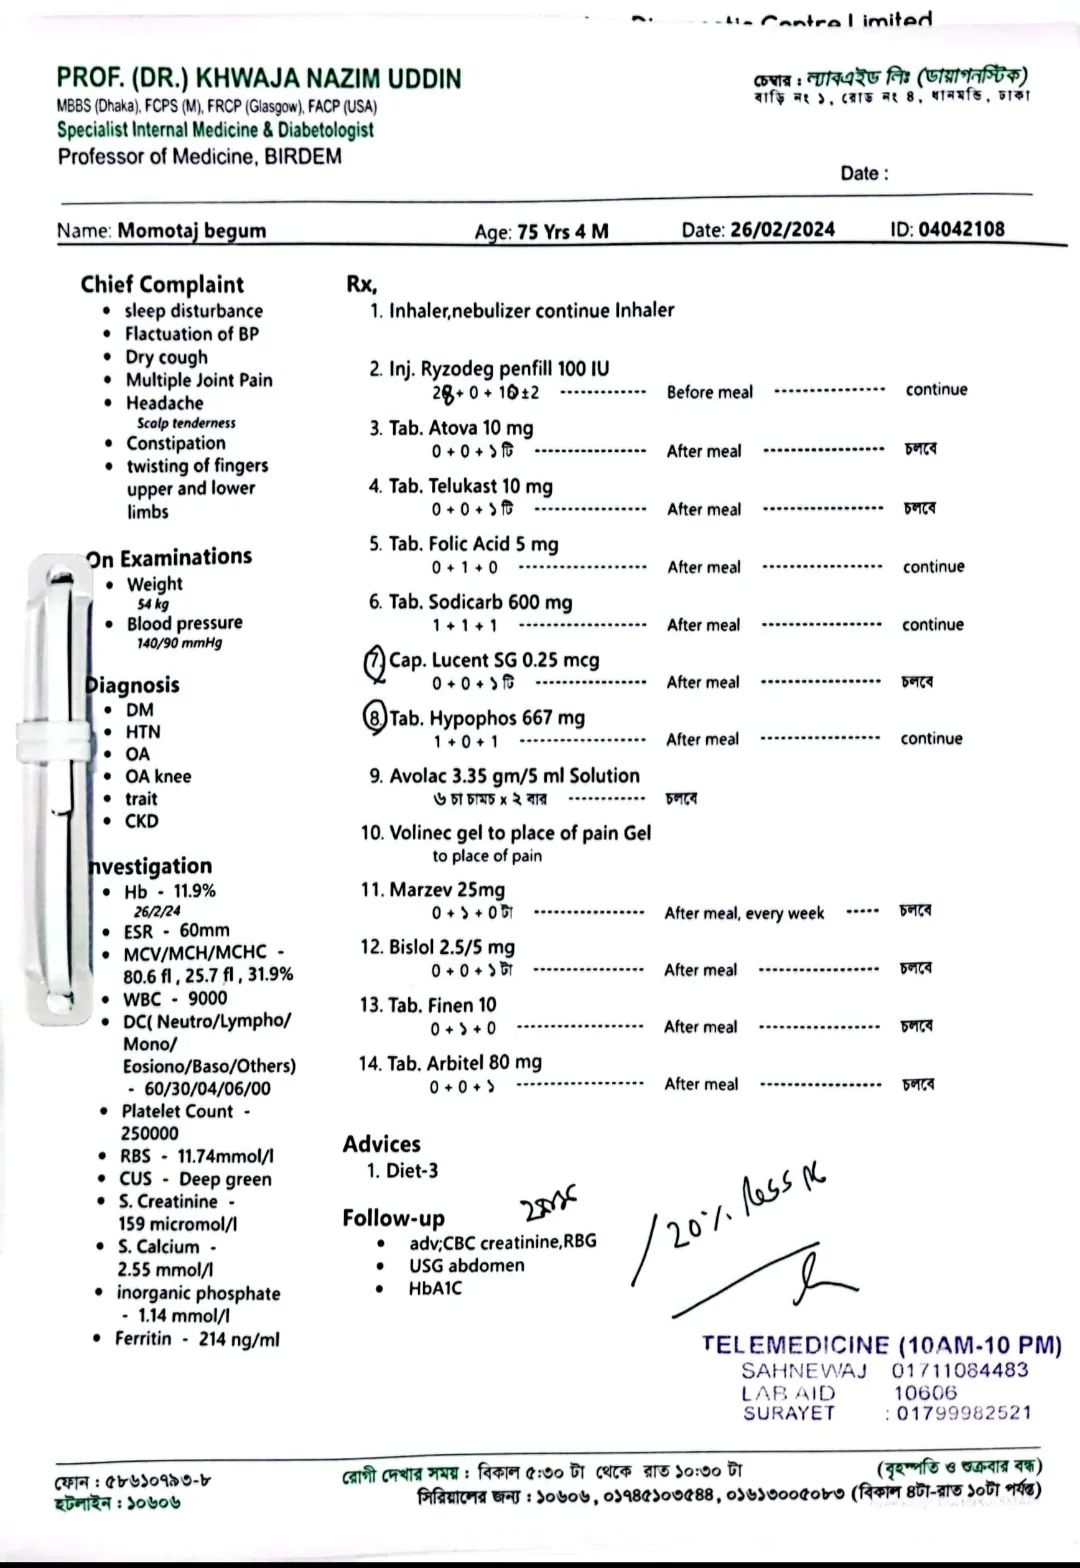 Centre Limited
PROF. (DR.) KHWAJA NAZIM UDDIN
MBBS (Dhaka), FCPS (M), FRCP (Glasgow), FACP (USA)
Specialist Internal Medicine & Diabetologist
Professor of Medicine, BIRDEM
চেম্বার : ল্যাবএইড লিঃ (ডায়াগনস্টিক)
বাড়ি নং ১, রোড নং ৪, ধানমন্ডি, ঢাকা
Date :
Name: Momotaj begum Age: 75 Yrs 4 M Date: 26/02/2024 ID: 04042108
Chief Complaint
• sleep disturbance
• Flactuation of BP
• Dry cough
• Multiple Joint Pain
• Headache
Scalp tenderness
• Constipation
• twisting of fingers
upper and lower
limbs
On Examinations
• Weight
54 kg
• Blood pressure
140/90 mmHg
Diagnosis
• DM
• HTN
• OA
• OA knee
• trait
• CKD
nvestigation
• Hb - 11.9%
26/2/24
• ESR - 60mm
• MCV/MCH/MCHC -
80.6 fl , 25.7 fl , 31.9%
• WBC - 9000
• DC( Neutro/Lympho/
Mono/
Eosiono/Baso/Others)
- 60/30/04/06/00
• Platelet Count -
250000
• RBS - 11.74mmol/l
• CUS - Deep green
• S. Creatinine -
159 micromol/l
• S. Calcium -
2.55 mmol/l
• inorganic phosphate
- 1.14 mmol/l
• Ferritin - 214 ng/ml
Rx,
1. Inhaler,nebulizer continue Inhaler
2. Inj. Ryzodeg penfill 100 IU
+ 0 + ±2 ------------ Before meal --------------- continue
3. Tab. Atova 10 mg
0 + 0 + ১ টি --------------- After meal --------------- চলবে
4. Tab. Telukast 10 mg
0 + 0 + ১ টি --------------- After meal --------------- চলবে
5. Tab. Folic Acid 5 mg
0 + 1 + 0 --------------- After meal --------------- continue
6. Tab. Sodicarb 600 mg
1 + 1 + 1 --------------- After meal --------------- continue
7. Cap. Lucent SG 0.25 mcg
0 + 0 + ১ টি --------------- After meal --------------- চলবে
8. Tab. Hypophos 667 mg
1 + 0 + 1 --------------- After meal --------------- continue
9. Avolac 3.35 gm/5 ml Solution
৬ চা চামচ x ২ বার ----------- চলবে
10. Volinec gel to place of pain Gel
to place of pain
11. Marzev 25mg
0 + ১ + 0 টা --------------- After meal, every week ----- চলবে
12. Bislol 2.5/5 mg
0 + 0 + ১ টা --------------- After meal --------------- চলবে
13. Tab. Finen 10
0 + ১ + 0 --------------- After meal --------------- চলবে
14. Tab. Arbitel 80 mg
0 + 0 + ১ --------------- After meal --------------- চলবে
Advices
1. Diet-3
Follow-up
• adv;CBC creatinine,RBG
• USG abdomen
• HbA1C
/ 20% less
TELEMEDICINE (10AM-10 PM)
SAHNEWAJ 01711084483
LAB AID 10606
SURAYET : 01799982521
ফোন : ৫৮৬১০৭৯৩-৮
হটলাইন : ১০৬০৬
রোগী দেখার সময় : বিকাল ৫:৩০ টা থেকে রাত ১০:৩০ টা (বৃহস্পতি ও শুক্রবার বন্ধ)
সিরিয়ালের জন্য : ১০৬০৬, ০১৭৪৫১০৩৫৪৪, ০১৬১৩০০৫০৮৩ (বিকাল ৪টা-রাত ১০টা পর্যন্ত)